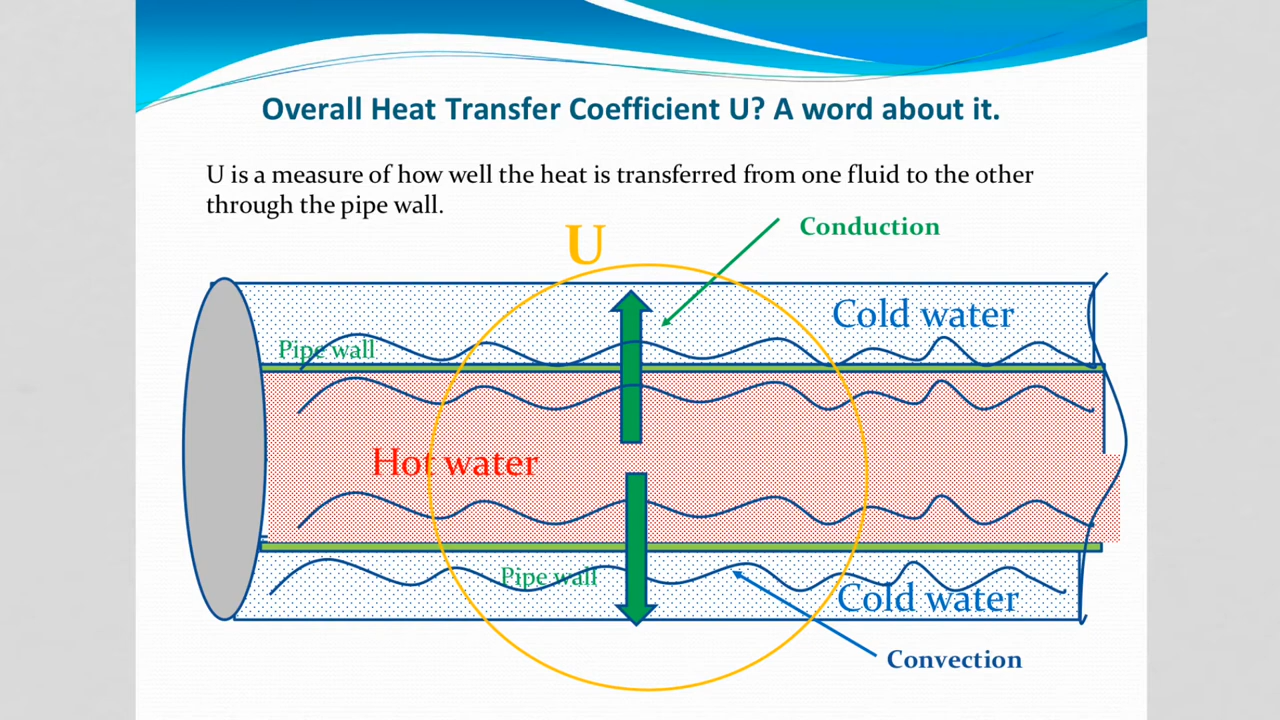 Overall Heat Transfer Coefficient U? A word about it.
U is a measure of how well the heat is transferred from one fluid to the other
through the pipe wall.
U
Conduction
Cold water
Pipe wall
Hot water
Pipe wall
Cold water
Convection